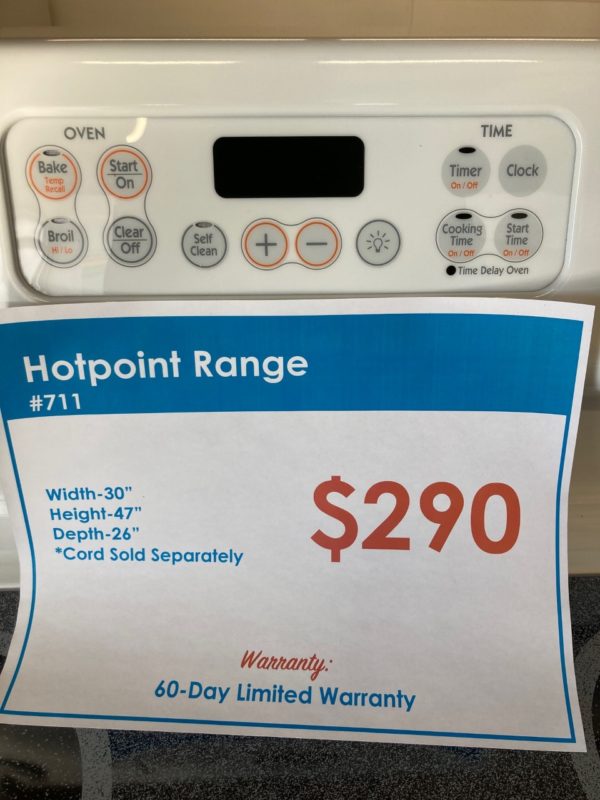 OVEN
TIME
Bake
Temp
Recall
Start
On
Timer
On / Off
Clock
Broil
Hi / Lo
Clear
Off
Self
Clean
+
−
Cooking
Time
On / Off
Start
Time
On / Off
Time Delay Oven
Hotpoint Range
#711
Width-30”
Height-47”
Depth-26”
*Cord Sold Separately
$290
Warranty:
60-Day Limited Warranty